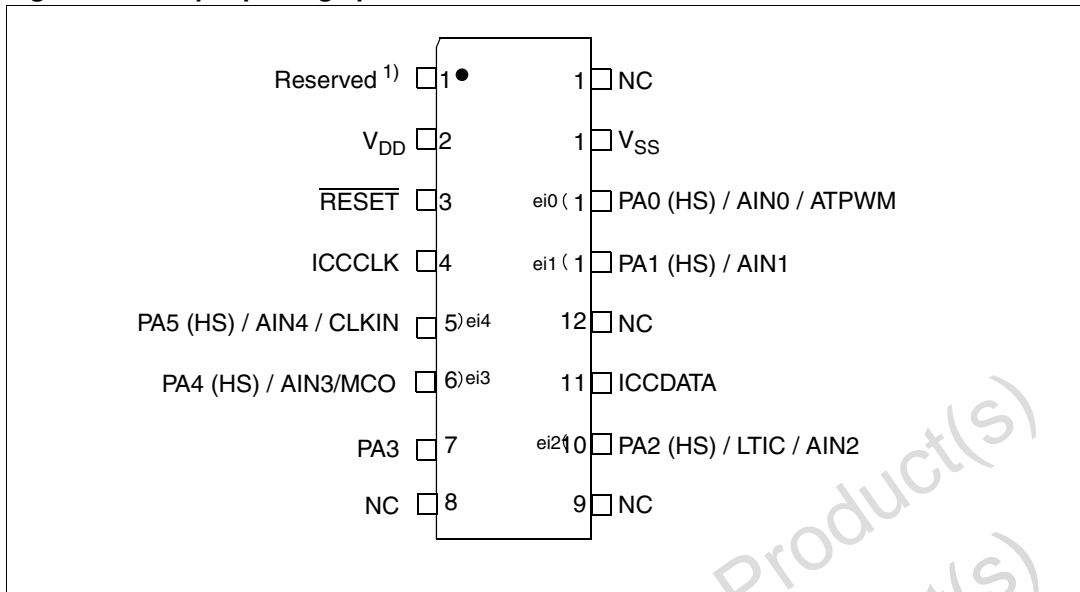 Reserved 1) 1 1 NC
VDD 2 1 VSS
RESET 3 ei0 ( 1 PA0 (HS) / AIN0 / ATPWM
ICCCLK 4 ei1 ( 1 PA1 (HS) / AIN1
PA5 (HS) / AIN4 / CLKIN 5 ) ei4 12 NC
PA4 (HS) / AIN3/MCO 6 ) ei3 11 ICCDATA
PA3 7 ei2 ( 10 PA2 (HS) / LTIC / AIN2
NC 8 9 NC
Product(s)